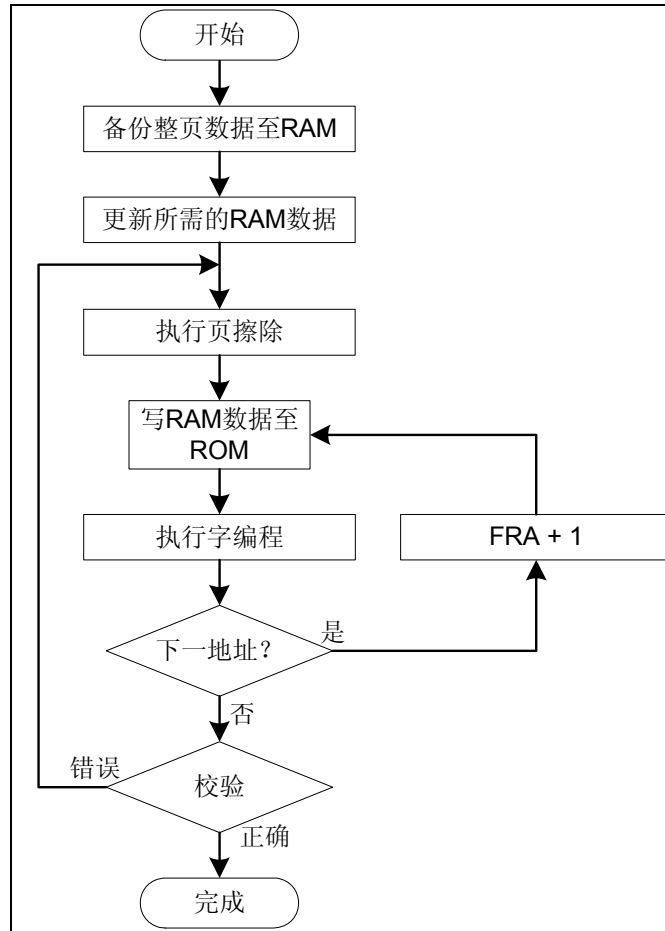 开始
备份整页数据至RAM
更新所需的RAM数据
执行页擦除
写RAM数据至
ROM
执行字编程
FRA + 1
下一地址？
是
否
错误
校验
正确
完成